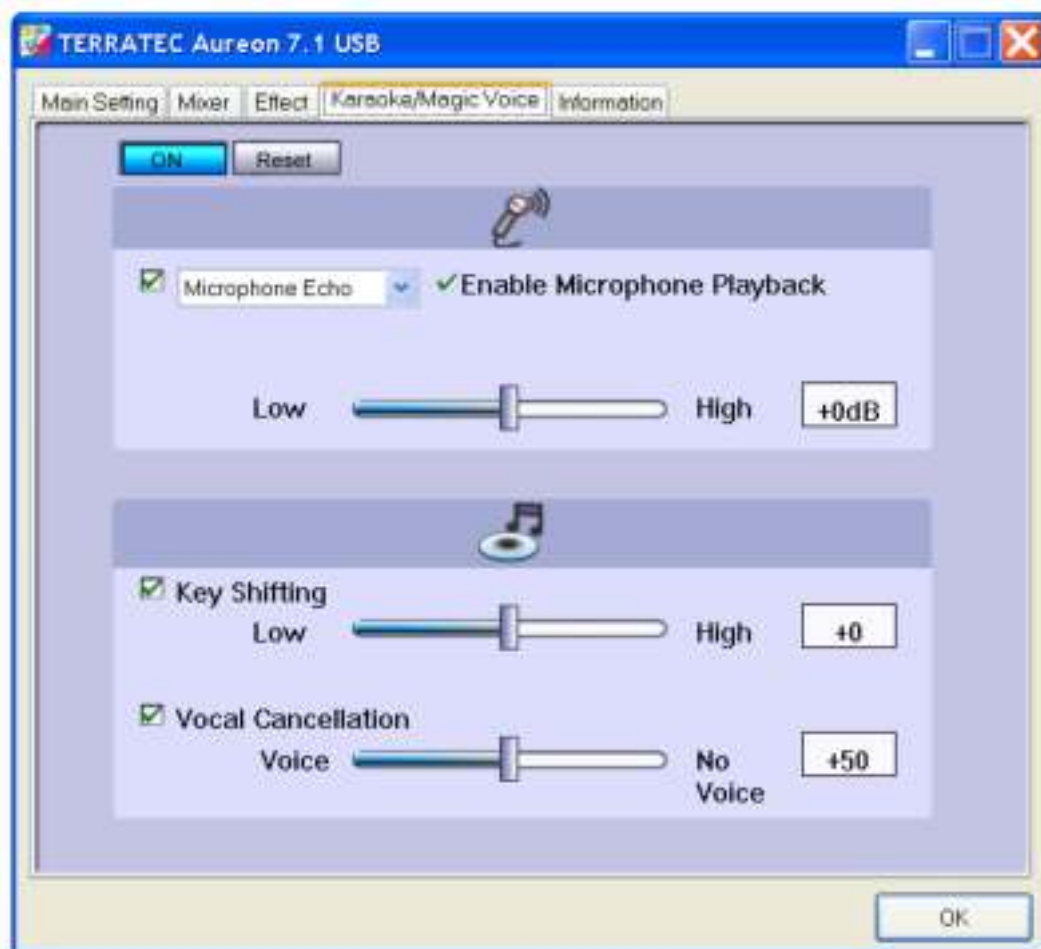 TERRATEC Aureon 7.1 USB
Main Setting Mixer Effect Karaoke/Magic Voice Information
ON Reset
Microphone Echo Enable Microphone Playback
Low High +0dB
Key Shifting
Low High +0
Vocal Cancellation
Voice No Voice +50
OK